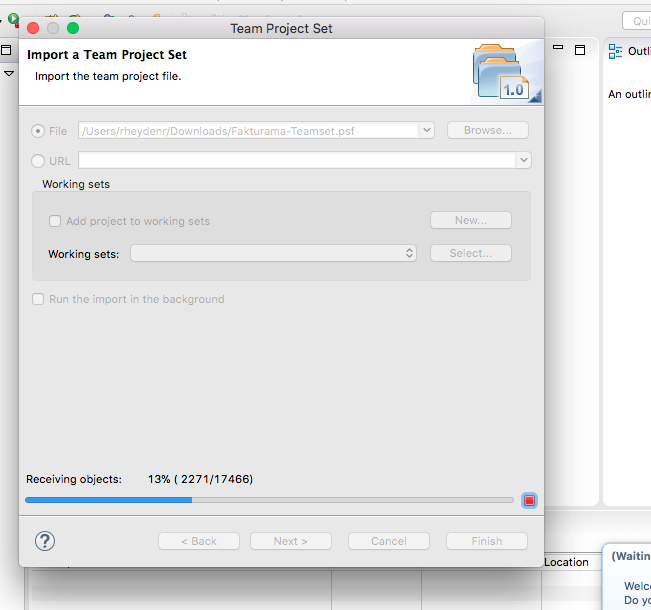 Team Project Set
Import a Team Project Set
Import the team project file.
1.0
File
/Users/rheydenr/Downloads/Fakturama-Teamset.psf
Browse...
URL
Working sets
Add project to working sets
New...
Working sets:
Select...
Run the import in the background
Receiving objects: 13% ( 2271/17466)
?
< Back
Next >
Cancel
Finish
Qui
Outli
An outlin
Location
(Waitin
Welco
Do yo